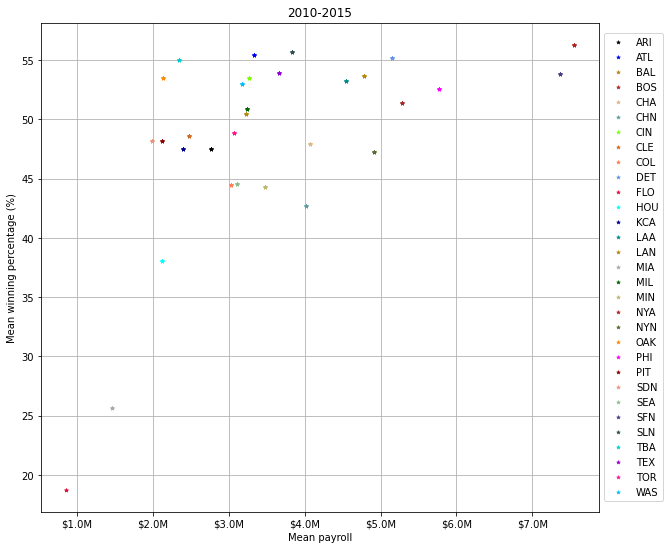 2010-2015
Mean winning percentage (%)
55
50
45
40
35
30
25
20
$1.0M $2.0M $3.0M $4.0M $5.0M $6.0M $7.0M
Mean payroll
ARI
ATL
BAL
BOS
CHA
CHN
CIN
CLE
COL
DET
FLO
HOU
KCA
LAA
LAN
MIA
MIL
MIN
NYA
NYN
OAK
PHI
PIT
SDN
SEA
SFN
SLN
TBA
TEX
TOR
WAS